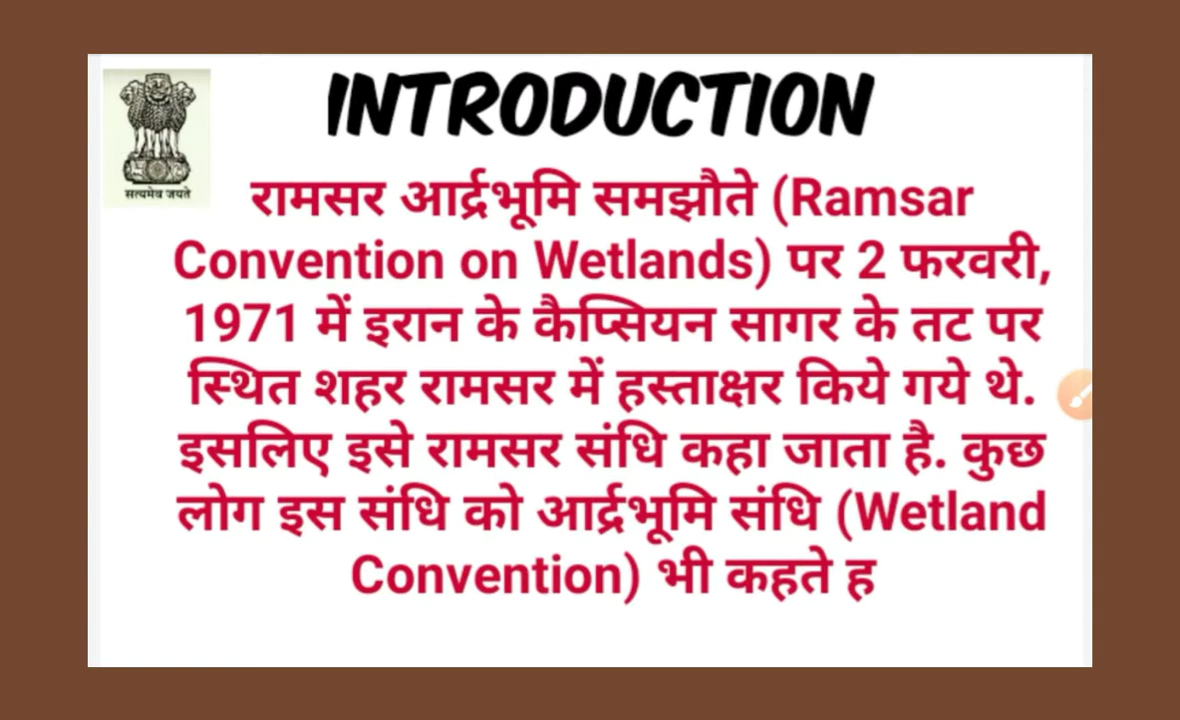 INTRODUCTION
सत्यमेव जयते
रामसर आर्द्रभूमि समझौते (Ramsar
Convention on Wetlands) पर 2 फरवरी,
1971 में इरान के कैप्सियन सागर के तट पर
स्थित शहर रामसर में हस्ताक्षर किये गये थे.
इसलिए इसे रामसर संधि कहा जाता है. कुछ
लोग इस संधि को आर्द्रभूमि संधि (Wetland
Convention) भी कहते ह